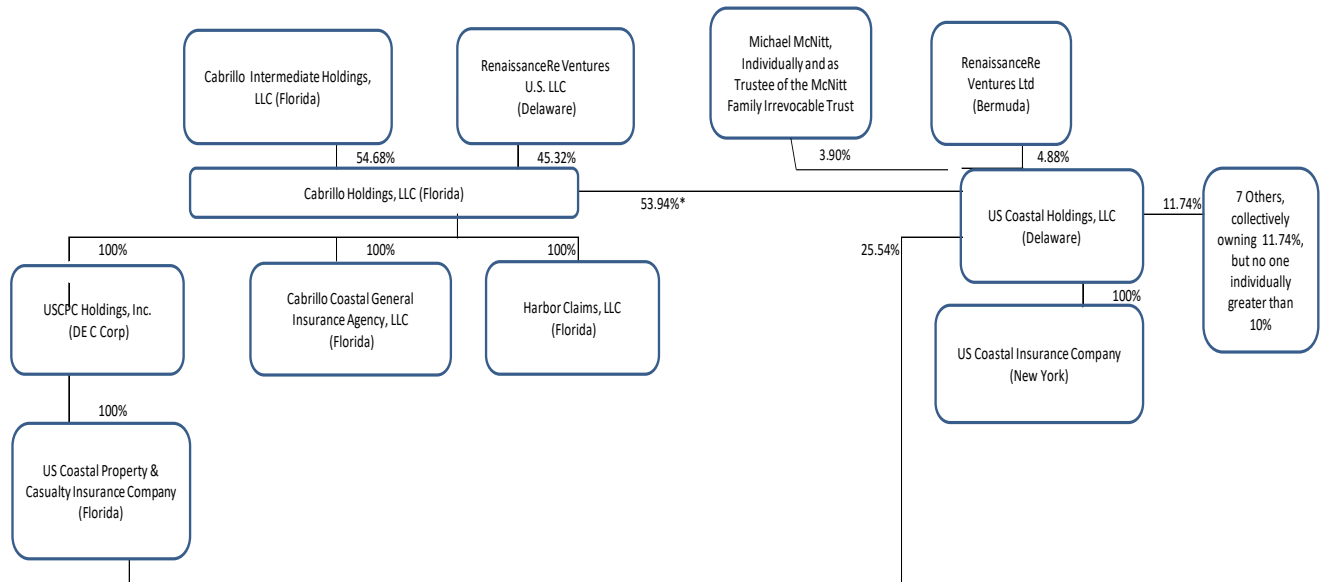 Cabrillo Intermediate Holdings,
LLC (Florida)
RenaissanceRe Ventures
U.S. LLC
(Delaware)
Michael McNitt,
Individually and as
Trustee of the McNitt
Family Irrevocable Trust
RenaissanceRe
Ventures Ltd
(Bermuda)
54.68%
45.32%
3.90%
4.88%
Cabrillo Holdings, LLC (Florida)
53.94%*
US Coastal Holdings, LLC
(Delaware)
11.74%
7 Others,
collectively
owning 11.74%,
but no one
individually
greater than
10%
100%
100%
100%
25.54%
USCPC Holdings, Inc.
(DE C Corp)
Cabrillo Coastal General
Insurance Agency, LLC
(Florida)
Harbor Claims, LLC
(Florida)
100%
US Coastal Insurance Company
(New York)
100%
US Coastal Property &
Casualty Insurance Company
(Florida)